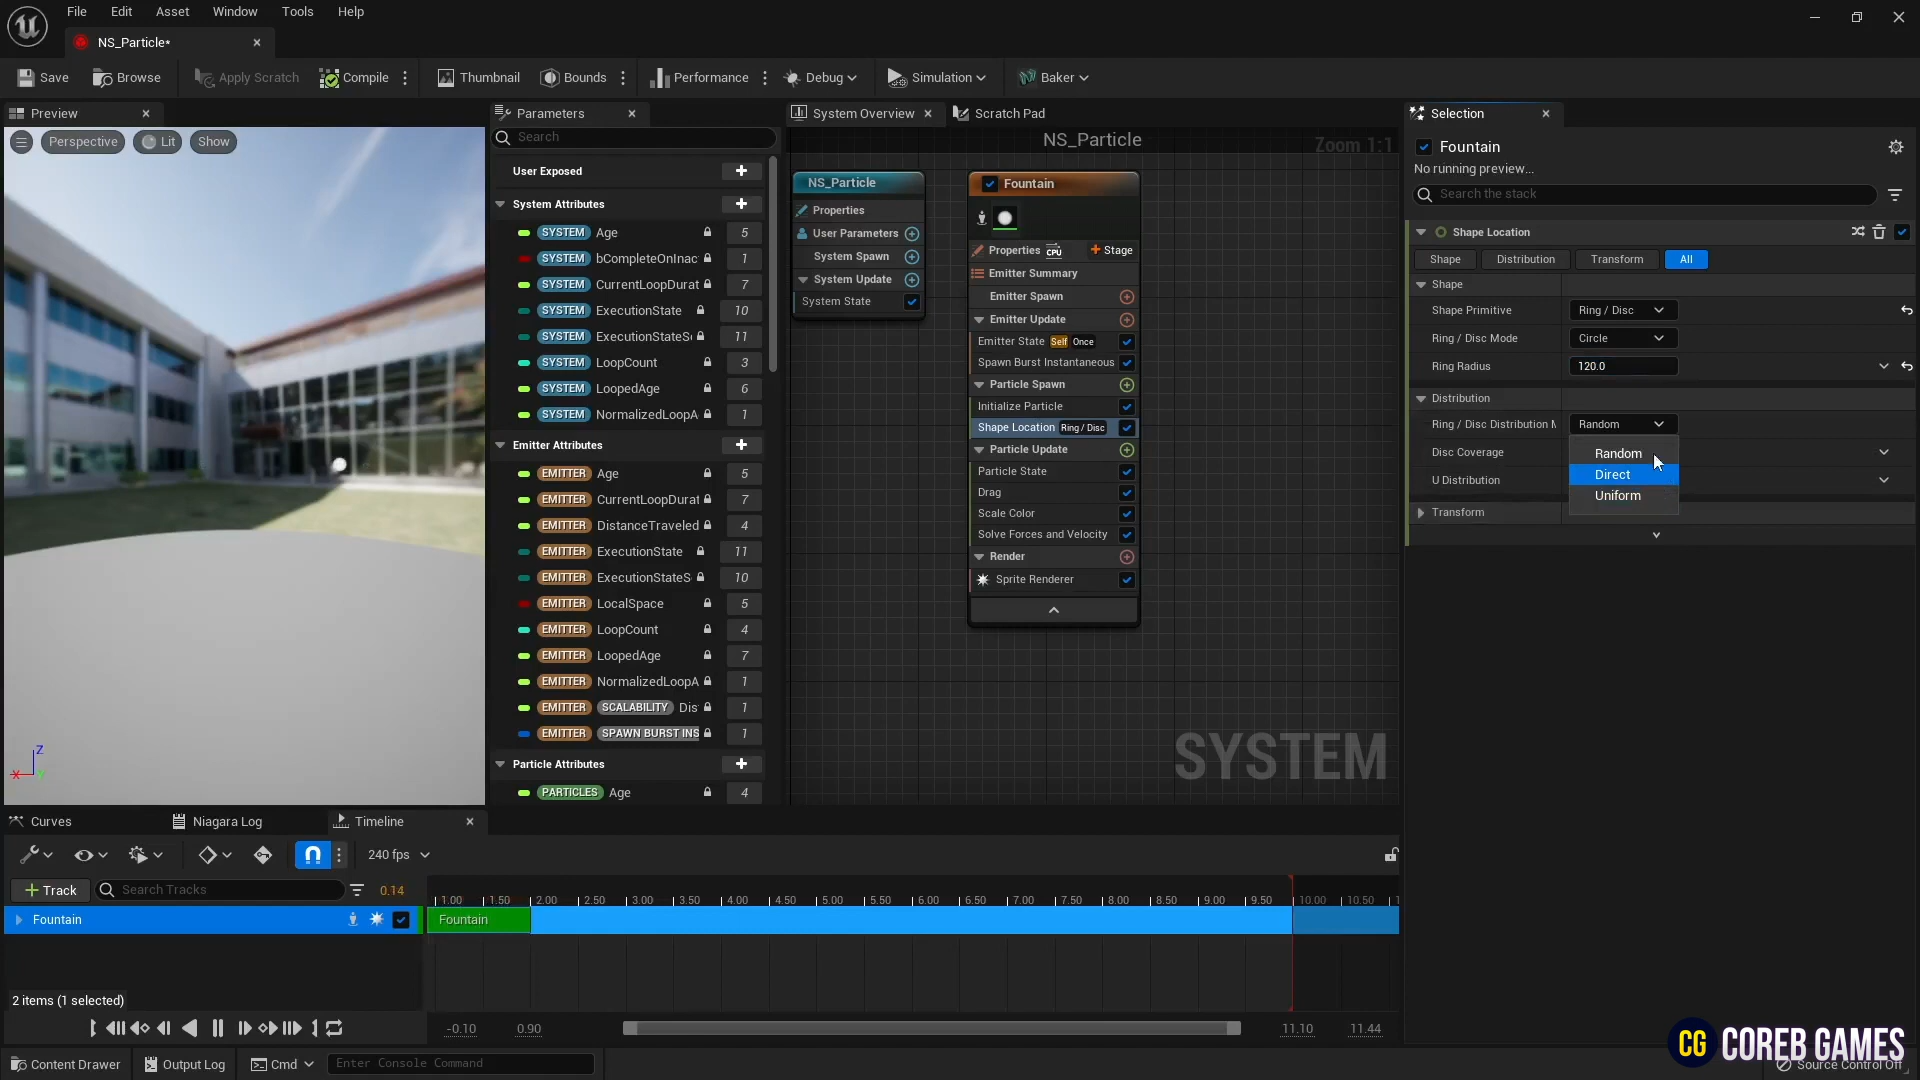 File Edit Asset Window Tools Help
NS_Particle*
Save Browse Apply Scratch Compile Thumbnail Bounds Performance Debug Simulation Baker
Preview
Perspective Lit Show
Z
X
Parameters
Search
User Exposed
System Attributes
SYSTEM Age 5
SYSTEM bCompleteOnInac 1
SYSTEM CurrentLoopDurat 7
SYSTEM ExecutionState 10
SYSTEM ExecutionStateS 11
SYSTEM LoopCount 3
SYSTEM LoopedAge 6
SYSTEM NormalizedLoopA 1
Emitter Attributes
EMITTER Age 5
EMITTER CurrentLoopDurat 7
EMITTER DistanceTraveled 4
EMITTER ExecutionState 11
EMITTER ExecutionStateS 10
EMITTER LocalSpace 5
EMITTER LoopCount 4
EMITTER LoopedAge 7
EMITTER NormalizedLoopA 1
EMITTER SCALABILITY Dis 1
EMITTER SPAWN BURST INS 1
Particle Attributes
PARTICLES Age 4
System Overview Scratch Pad
NS_Particle
Zoom 1:1
NS_Particle
Properties
User Parameters
System Spawn
System Update
System State
Fountain
Properties CPU + Stage
Emitter Summary
Emitter Spawn
Emitter Update
Emitter State Self Once
Spawn Burst Instantaneous
Particle Spawn
Initialize Particle
Shape Location Ring / Disc
Particle Update
Particle State
Drag
Scale Color
Solve Forces and Velocity
Render
Sprite Renderer
SYSTEM
Selection
Fountain
No running preview...
Search the stack
Shape Location
Shape Distribution Transform All
Shape
Shape Primitive Ring / Disc
Ring / Disc Mode Circle
Ring Radius 120.0
Distribution
Ring / Disc Distribution M Random
Disc Coverage
U Distribution
Random
Direct
Uniform
Transform
Curves Niagara Log Timeline
240 fps
+ Track Search Tracks 0.14
1.00 1.50 2.00 2.50 3.00 3.50 4.00 4.50 5.00 5.50 6.00 6.50 7.00 7.50 8.00 8.50 9.00 9.50 10.00 10.50 1
Fountain Fountain
2 items (1 selected)
-0.10 0.90 11.10 11.44
Content Drawer Output Log Cmd Enter Console Command
CG COREB GAMES
Source Control Off